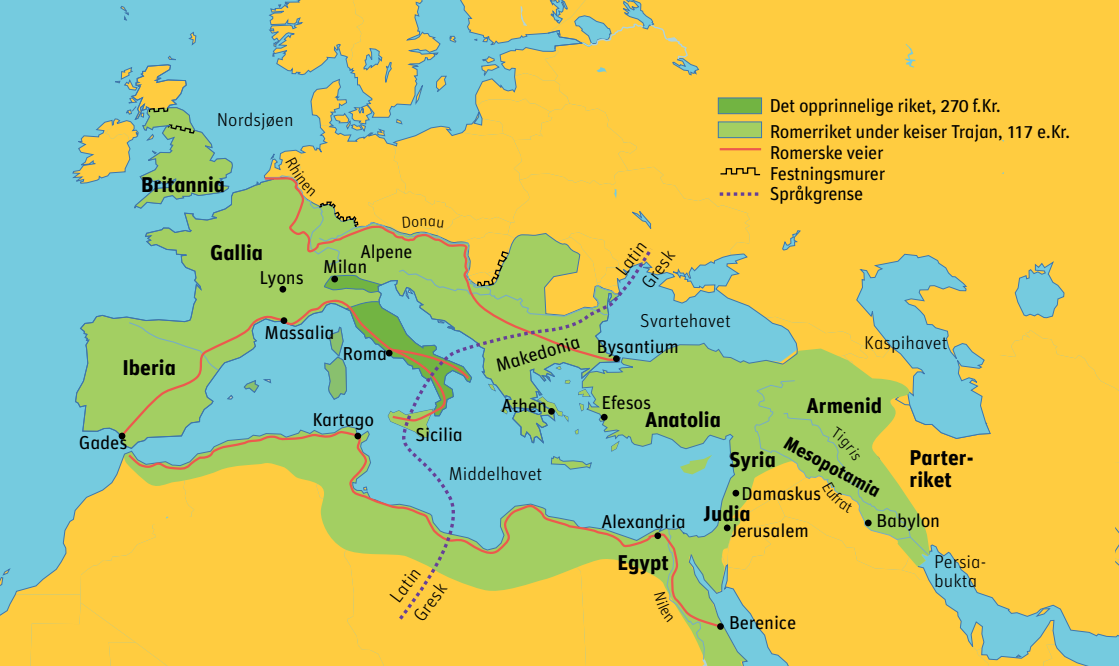 Det opprinnelige riket, 270 f.Kr.
Romerriket under keiser Trajan, 117 e.Kr.
Romerske veier
Festningsmurer
Språkgrense
Nordsjøen
Britannia
Rhinen
Donau
Gallia
Alpene
Lyons
Milan
Massalia
Roma
Iberia
Gades
Kartago
Sicilia
Middelhavet
Latin
Gresk
Makedonia
Bysantium
Svartehavet
Kaspihavet
Athen
Efesos
Anatolia
Armenid
Tigris
Mesopotamia
Eufrat
Syria
Parter-
riket
Damaskus
Judia
Jerusalem
Babylon
Alexandria
Egypt
Nilen
Berenice
Persia-
bukta
Latin
Gresk